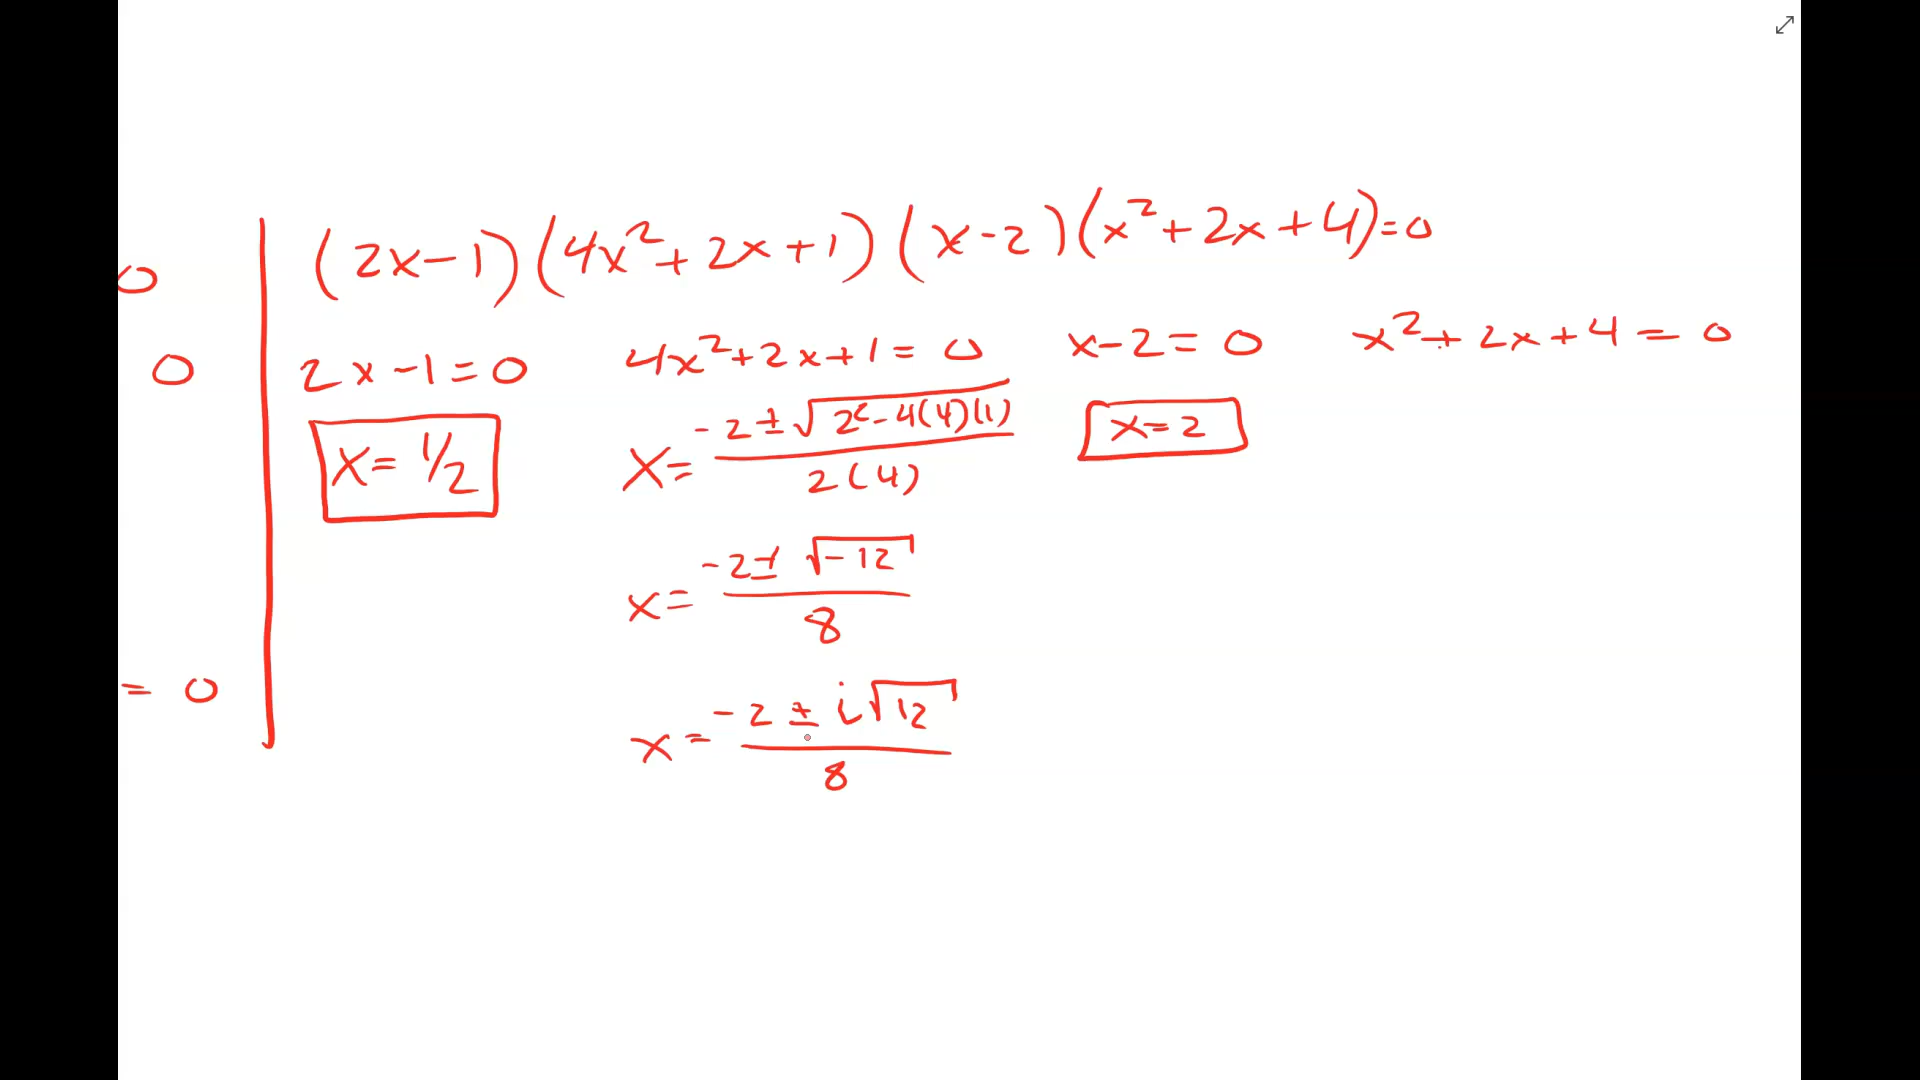 (2x-1)(4x²+2x+1)(x-2)(x²+2x+4)=0
0
0
2x-1=0
4x²+2x+1=0
x-2=0
x²+2x+4=0
x=1/2
x=(-2±√(2²-4(4)(1)))/(2(4))
x=2
x=(-2±√(-12))/8
=0
x=(-2±i√12)/8